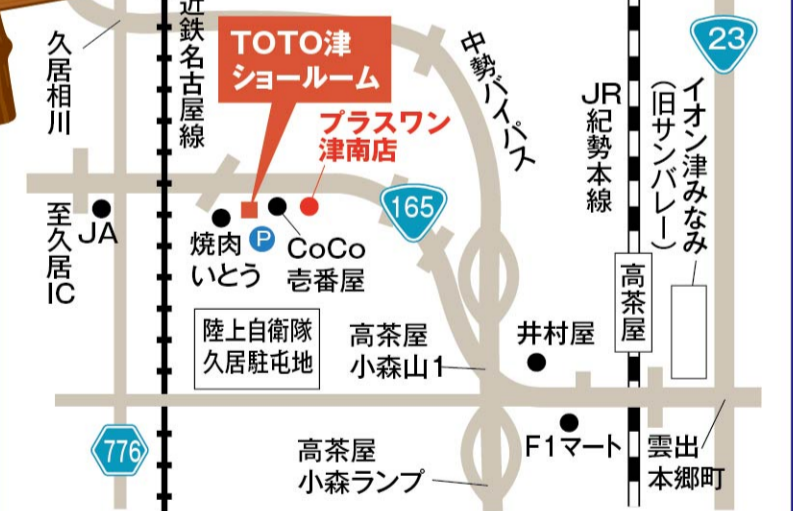 久居相川
近鉄名古屋線
TOTO津
ショールーム
中勢バイパス
23
JR紀勢本線
イオン津みなみ
（旧サンバレー）
プラスワン
津南店
165
至久居IC
JA
焼肉
いとう
P
CoCo
壱番屋
高茶屋
陸上自衛隊
久居駐屯地
高茶屋
小森山1
井村屋
776
高茶屋
小森ランプ
F1マート
雲出
本郷町